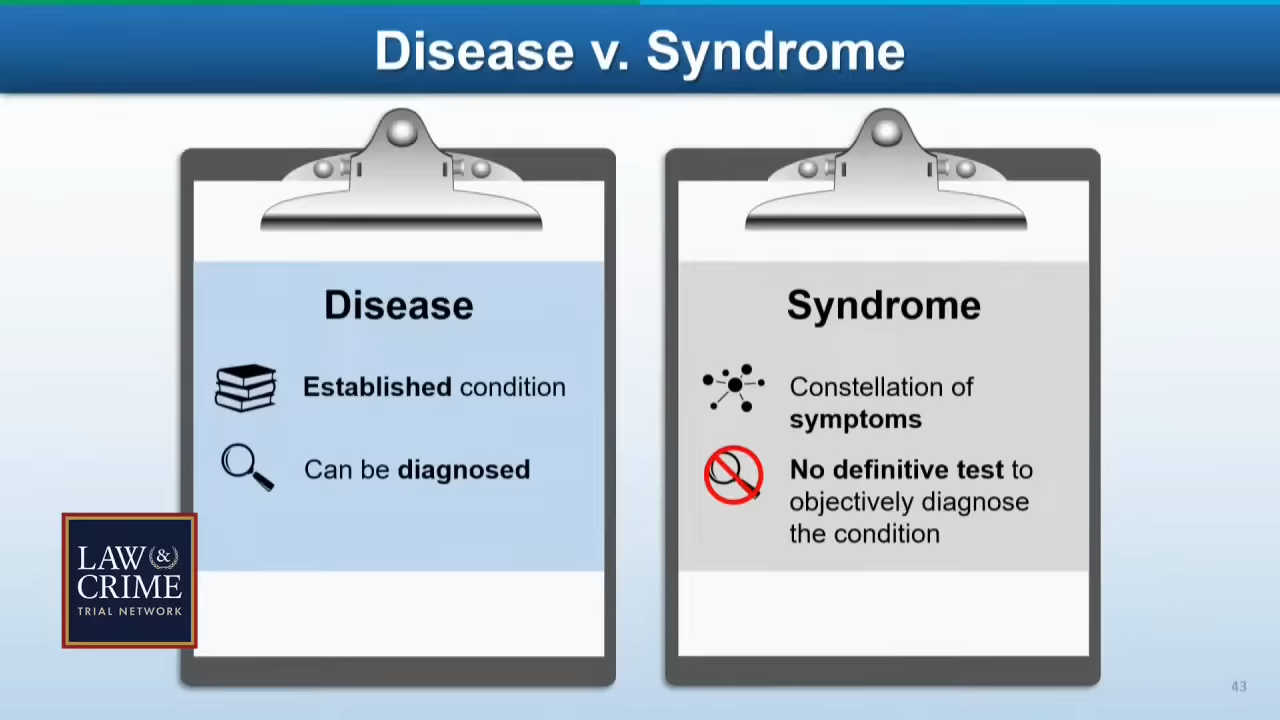 Disease v. Syndrome
Disease
Established condition
Can be diagnosed
Syndrome
Constellation of
symptoms
No definitive test to
objectively diagnose
the condition
LAW &
CRIME
TRIAL NETWORK
43